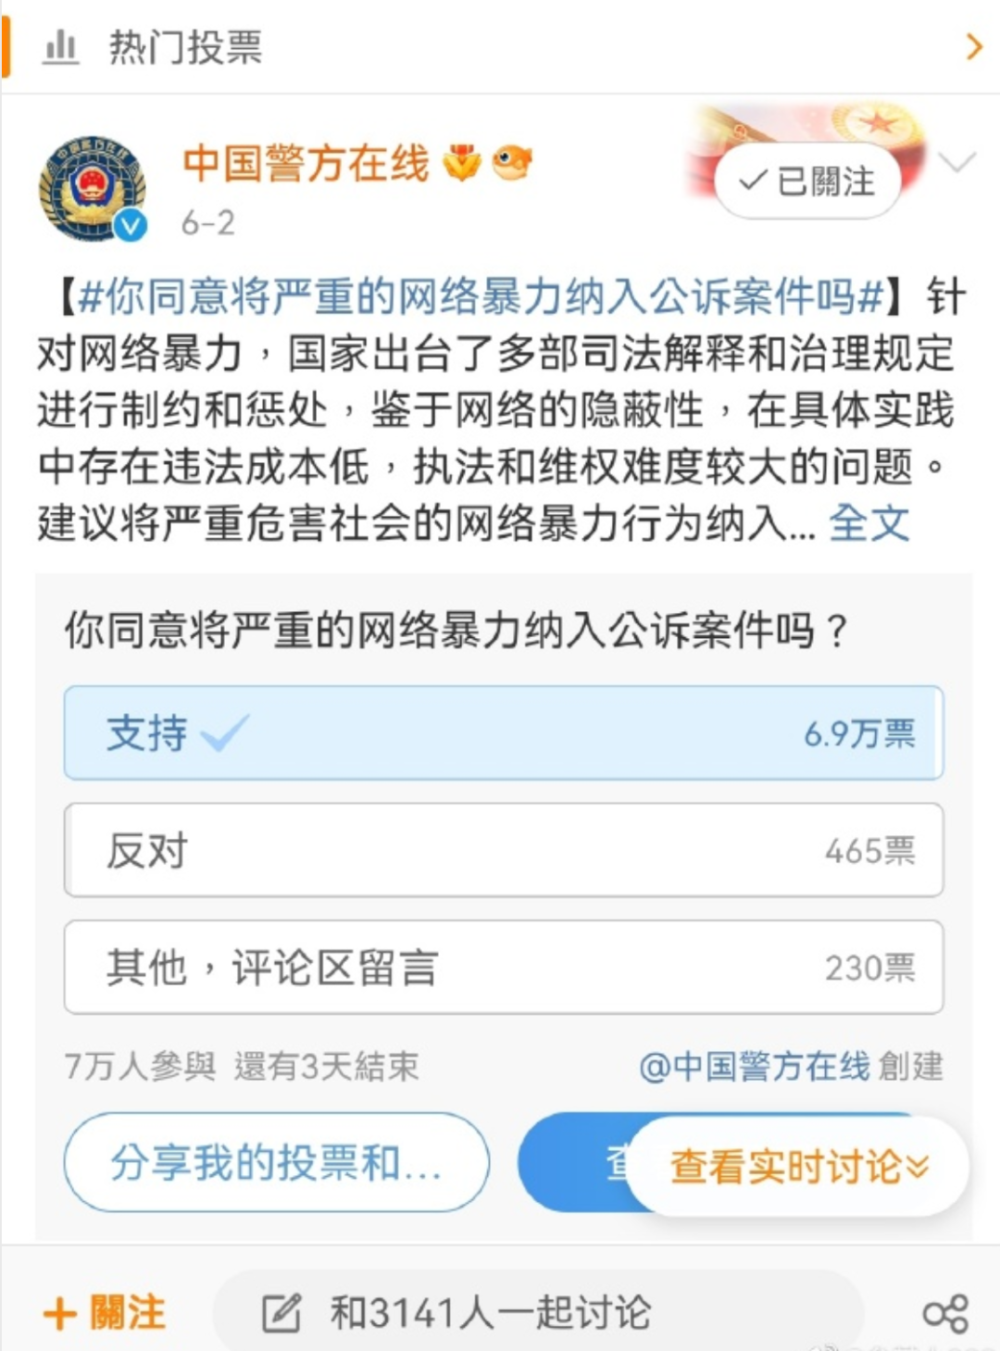 热门投票
中国警方在线
6-2
已關注
【#你同意将严重的网络暴力纳入公诉案件吗#】针
对网络暴力，国家出台了多部司法解释和治理规定
进行制约和惩处，鉴于网络的隐蔽性，在具体实践
中存在违法成本低，执法和维权难度较大的问题。
建议将严重危害社会的网络暴力行为纳入... 全文
你同意将严重的网络暴力纳入公诉案件吗？
支持 6.9万票
反对 465票
其他，评论区留言 230票
7万人參與 還有3天結束 @中国警方在线 創建
分享我的投票和...
查看实时讨论
關注
和3141人一起讨论